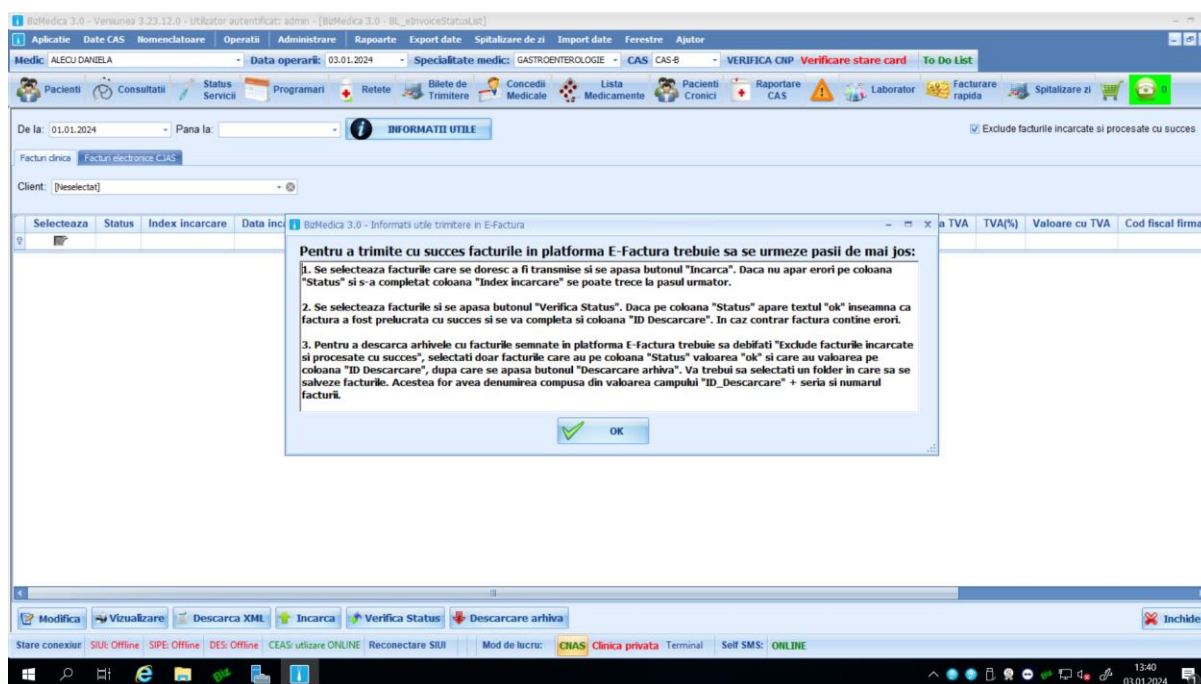 BizMedica 3.0 - Versiunea 3.23.12.0 - Utilizator autentificat: admin - [BizMedica 3.0 - BL_eInvoiceStatusList]
Aplicatie Date CAS Nomenclatoare Operatii Administrare Rapoarte Export date Spitalizare de zi Import date Ferestre Ajutor
Medic ALECU DANIELA Data operarii: 03.01.2024 Specialitate medic: GASTROENTEROLOGIE CAS CAS-B VERIFICA CNP Verificare stare card To Do List
Pacienti Consultatii Status Servicii Programari Retete Bilete de Trimitere Concedii Medicale Lista Medicamente Pacienti Cronici Raportare CAS Laborator Facturare rapida Spitalizare zi 0
De la: 01.01.2024 Pana la: INFORMATII UTILE Exclude facturile incarcate si procesate cu succes
Facturi clinica Facturi electronice CJAS
Client: [Neselectat]
Selecteaza Status Index incarcare Data inca a TVA TVA(%) Valoare cu TVA Cod fiscal firma
BizMedica 3.0 - Informatii utile trimitere in E-Factura
Pentru a trimite cu succes facturile in platforma E-Factura trebuie sa se urmeze pasii de mai jos:
1. Se selecteaza facturile care se doresc a fi transmise si se apasa butonul "Incarca". Daca nu apar erori pe coloana
"Status" si s-a completat coloana "Index incarcare" se poate trece la pasul urmator.
2. Se selecteaza facturile si se apasa butonul "Verifica Status". Daca pe coloana "Status" apare textul "ok" inseamna ca
factura a fost prelucrata cu succes si se va completa si coloana "ID Descarcare". In caz contrar factura contine erori.
3. Pentru a descarca arhivele cu facturile semnate in platforma E-Factura trebuie sa debifati "Exclude facturile incarcate
si procesate cu succes", selectati doar facturile care au pe coloana "Status" valoarea "ok" si care au valoarea pe
coloana "ID Descarcare", dupa care se apasa butonul "Descarcare arhiva". Va trebui sa selectati un folder in care sa se
salveze facturile. Acestea for avea denumirea compusa din valoarea campului "ID_Descarcare" + seria si numarul
facturii.
OK
Modifica Vizualizare Descarca XML Incarca Verifica Status Descarcare arhiva Inchide
Stare conexiur SIUI: Offline SIPE: Offline DES: Offline CEAS: utlizare ONLINE Reconectare SIUI Mod de lucru: CNAS Clinica privata Terminal Self SMS: ONLINE
13:40
03.01.2024